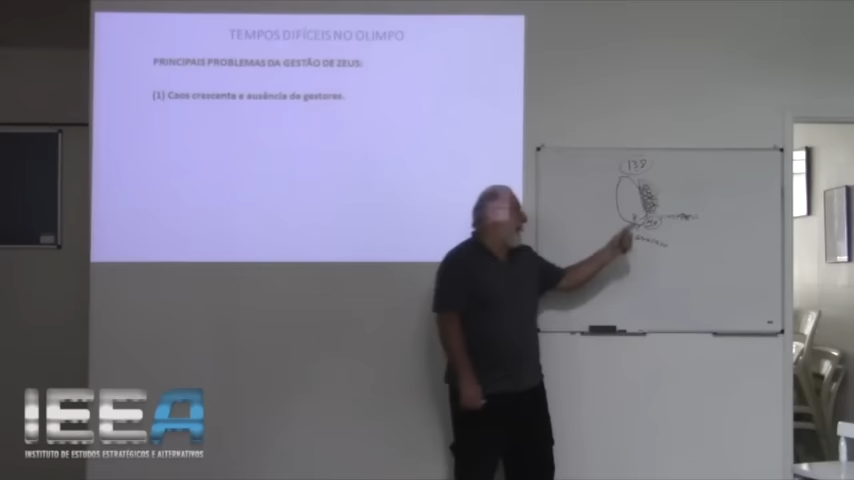 TEMPOS DIFÍCEIS NO OLIMPO
PRINCIPAIS PROBLEMAS DA GESTÃO DE ZEUS:
(1) Caos crescente e ausência de gestores.
138
IEEA
INSTITUTO DE ESTUDOS ESTRATÉGICOS E ALTERNATIVOS